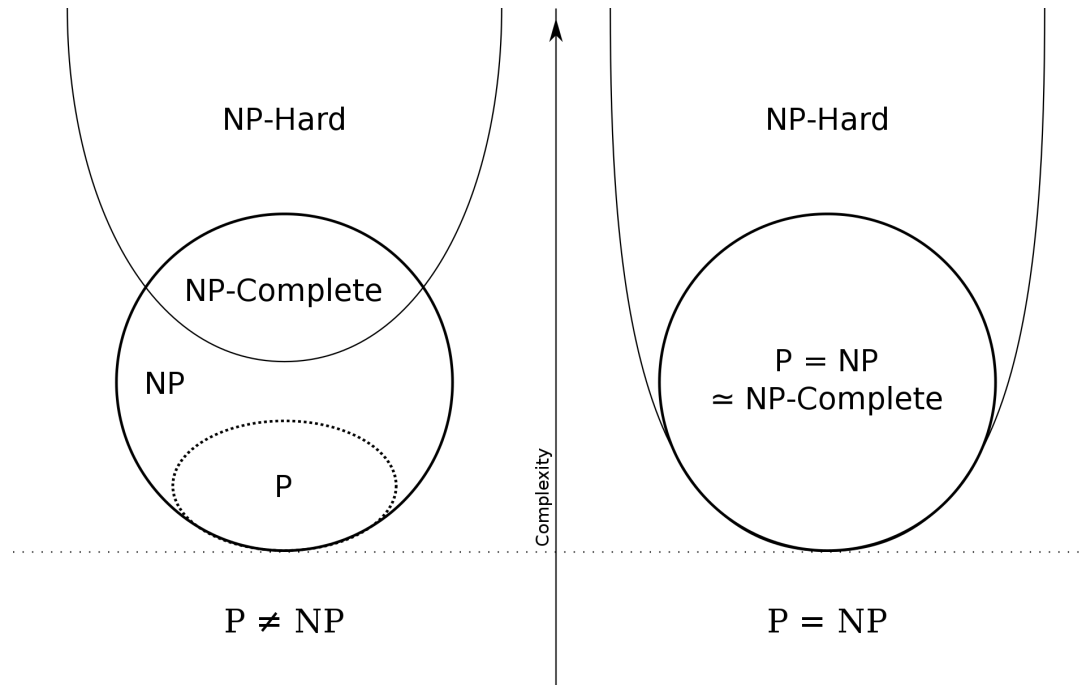 NP-Hard
NP-Complete
NP
P
P ≠ NP
Complexity
NP-Hard
P = NP
≃ NP-Complete
P = NP